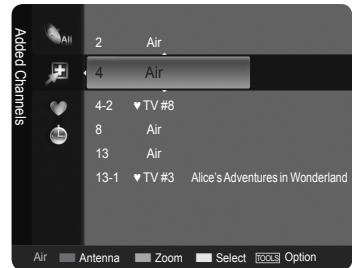 Added Channels
All
2 Air
4 Air
4-2 ♥ TV #8
8 Air
13 Air
13-1 ♥ TV #3 Alice's Adventures in Wonderland
Air Antenna Zoom Select TOOLS Option